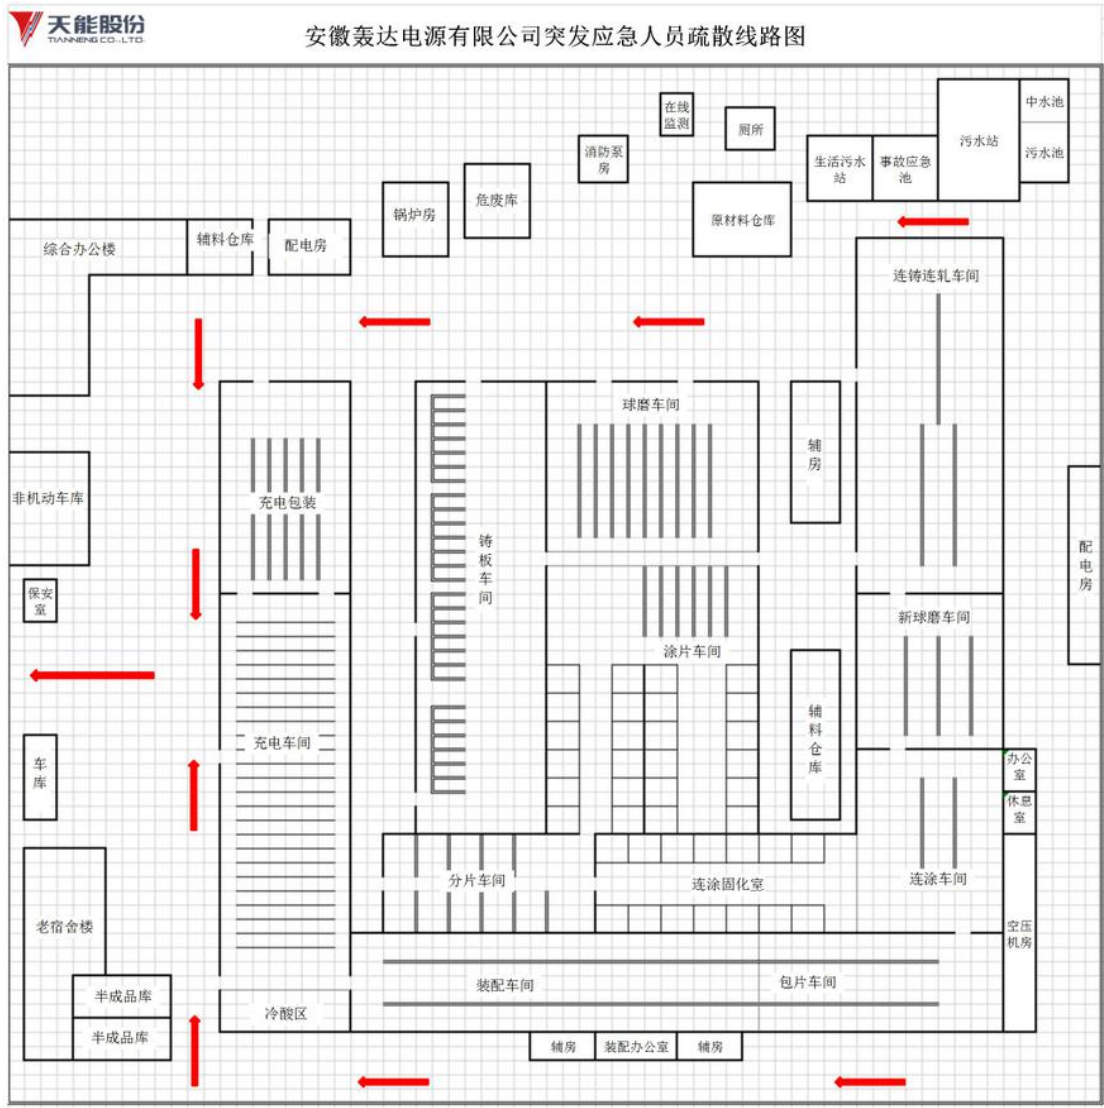 天能股份
TIANNENG CO.,LTD.
安徽轰达电源有限公司突发应急人员疏散线路图
在线
监测
厕所
消防泵
房
生活污水
站
事故应急
池
污水站
中水池
污水池
锅炉房
危废库
原材料仓库
综合办公楼
辅料仓库
配电房
连铸连轧车间
球磨车间
辅
房
充电包装
非机动车库
铸
板
车
间
配
电
房
保安
室
新球磨车间
涂片车间
辅
料
仓
库
充电车间
车
库
办公
室
休息
室
分片车间
连涂固化室
连涂车间
老宿舍楼
空压
机房
半成品库
半成品库
冷酸区
装配车间
包片车间
辅房
装配办公室
辅房